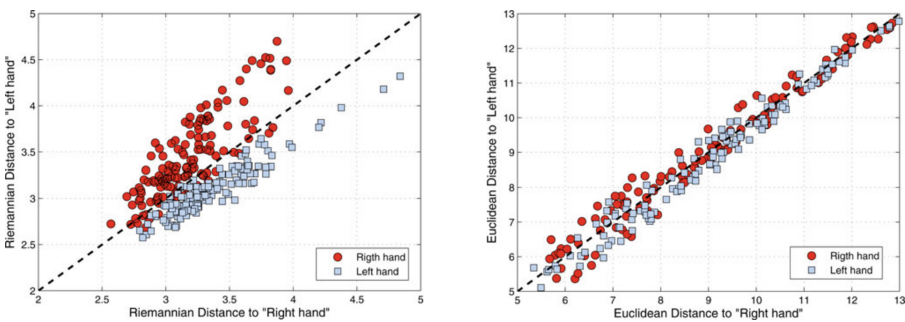 5
4.5
4
3.5
3
2.5
2
2 2.5 3 3.5 4 4.5 5
Riemannian Distance to "Left hand"
Riemannian Distance to "Right hand"
Rigth hand
Left hand
13
12
11
10
9
8
7
6
5
5 6 7 8 9 10 11 12 13
Euclidean Distance to "Left hand"
Euclidean Distance to "Right hand"
Rigth hand
Left hand